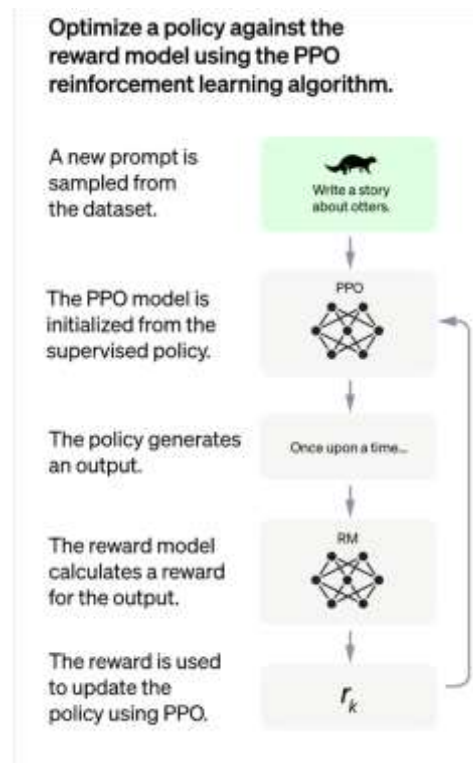 Optimize a policy against the
reward model using the PPO
reinforcement learning algorithm.
A new prompt is
sampled from
the dataset.
Write a story
about otters.
The PPO model is
initialized from the
supervised policy.
PPO
The policy generates
an output.
Once upon a time...
The reward model
calculates a reward
for the output.
RM
The reward is used
to update the
policy using PPO.
rₖ